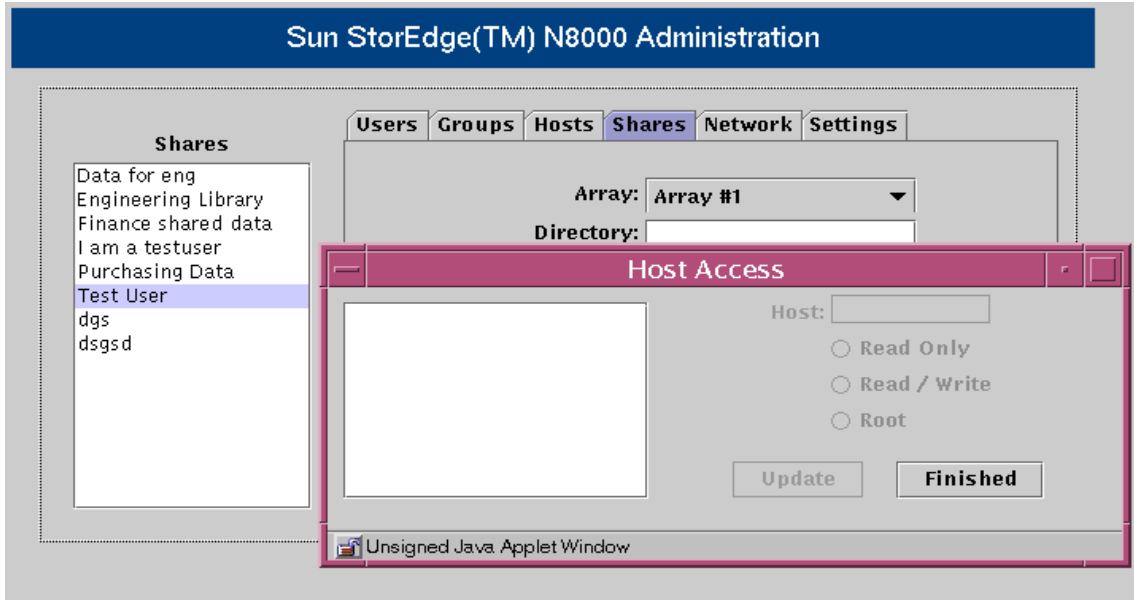 Sun StorEdge(TM) N8000 Administration
Shares
Data for eng
Engineering Library
Finance shared data
I am a testuser
Purchasing Data
Test User
dgs
dsgsd
Users Groups Hosts Shares Network Settings
Array: Array #1
Directory:
Host Access
Host:
Read Only
Read / Write
Root
Update Finished
Unsigned Java Applet Window